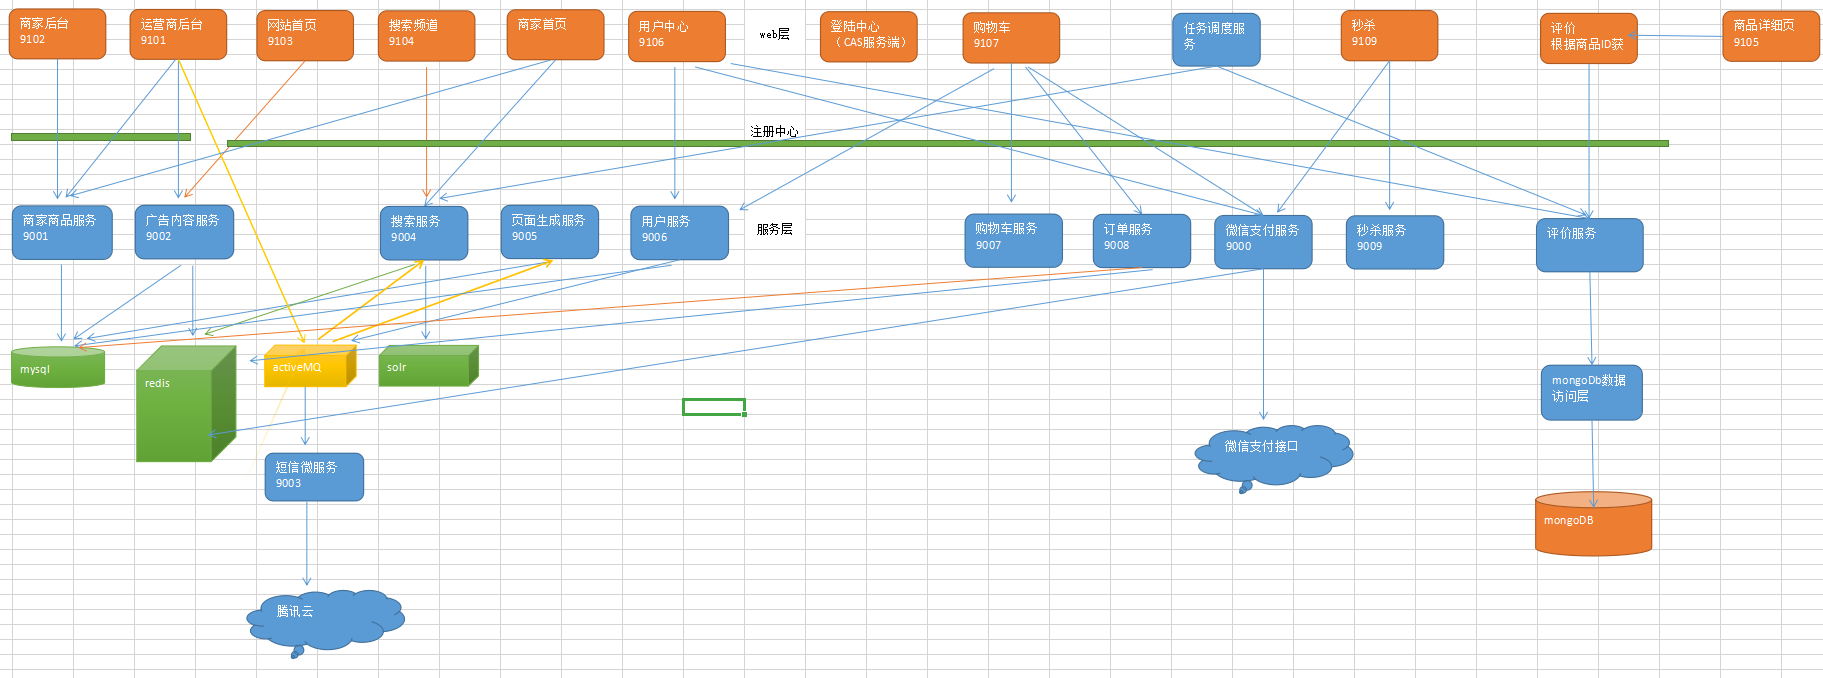 商家后台
9102
运营商后台
9101
网站首页
9103
搜索频道
9104
商家首页
用户中心
9106
web层
登陆中心
（CAS服务端）
购物车
9107
任务调度服
务
秒杀
9109
评价
根据商品ID获
商品详细页
9105
注册中心
商家商品服务
9001
广告内容服务
9002
搜索服务
9004
页面生成服务
9005
用户服务
9006
服务层
购物车服务
9007
订单服务
9008
微信支付服务
9000
秒杀服务
9009
评价服务
mysql
redis
activeMQ
solr
mongoDb数据
访问层
微信支付接口
短信微服务
9003
mongoDB
腾讯云